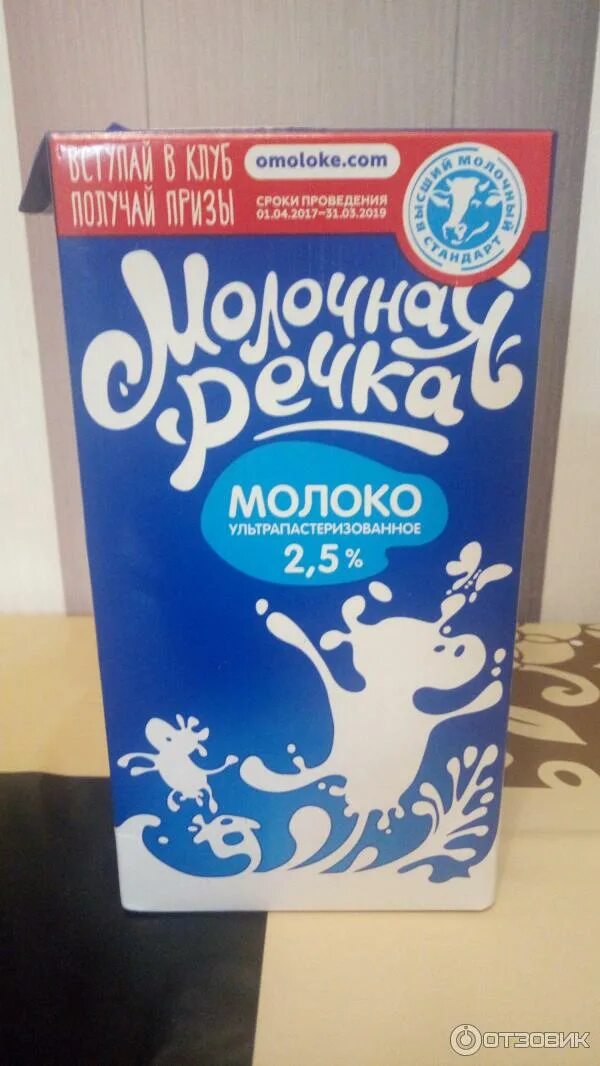 ВСТУПАЙ В КЛУБ
ПОЛУЧАЙ ПРИЗЫ
omoloke.com
СРОКИ ПРОВЕДЕНИЯ
01.04.2017–31.03.2019
ВЫСШИЙ МОЛОЧНЫЙ
СТАНДАРТ
Молочная
речка
МОЛОКО
УЛЬТРАПАСТЕРИЗОВАННОЕ
2,5%
ОТЗОВИК